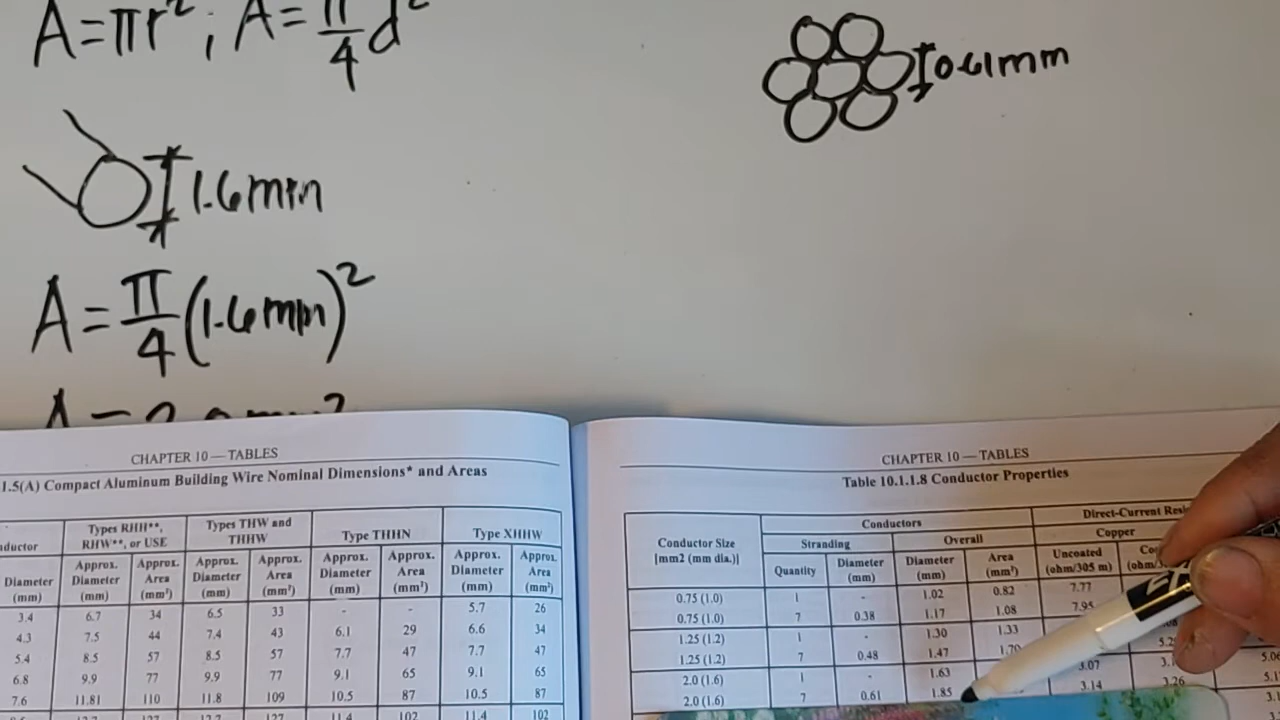 A=πr²; A=π/4 d²
0.61mm
1.6mm
A=π/4(1.6mm)²
CHAPTER 10 — TABLES
1.5(A) Compact Aluminum Building Wire Nominal Dimensions* and Areas
Types RHH**, RHW**, or USE Types THW and THHW Type THHN Type XHHW
Diameter (mm) Approx. Diameter (mm) Approx. Area (mm²) Approx. Diameter (mm) Approx. Area (mm²) Approx. Diameter (mm) Approx. Area (mm²) Approx. Diameter (mm) Approx. Area (mm²)
3.4 6.7 34 6.5 33 - - 5.7 26
4.3 7.5 44 7.4 43 6.1 29 6.6 34
5.4 8.5 57 8.5 57 7.7 47 7.7 47
6.8 9.9 77 9.9 77 9.1 65 9.1 65
7.6 11.81 110 11.8 109 10.5 87 10.5 87
102 11.4 102
CHAPTER 10 — TABLES
Table 10.1.1.8 Conductor Properties
Conductors Direct-Current
Conductor Size [mm2 (mm dia.)] Stranding Overall Copper
Quantity Diameter (mm) Diameter (mm) Area (mm²) Uncoated (ohm/305 m)
0.75 (1.0) 1 - 1.02 0.82 7.77
0.75 (1.0) 7 0.38 1.17 1.08 7.95
1.25 (1.2) 1 - 1.30 1.33
1.25 (1.2) 7 0.48 1.47 1.70
2.0 (1.6) 1 - 1.63 3.07
2.0 (1.6) 7 0.61 1.85 3.14 3.26